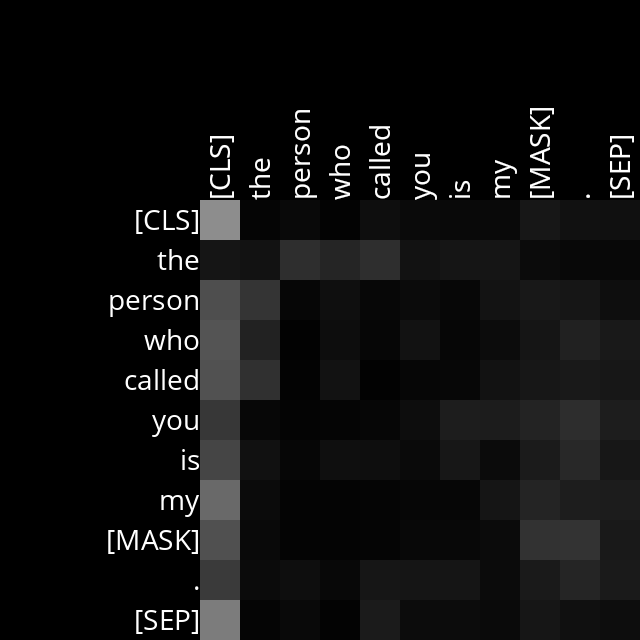 [CLS] the person who called you is my [MASK] . [SEP]
[CLS]
the
person
who
called
you
is
my
[MASK]
.
[SEP]